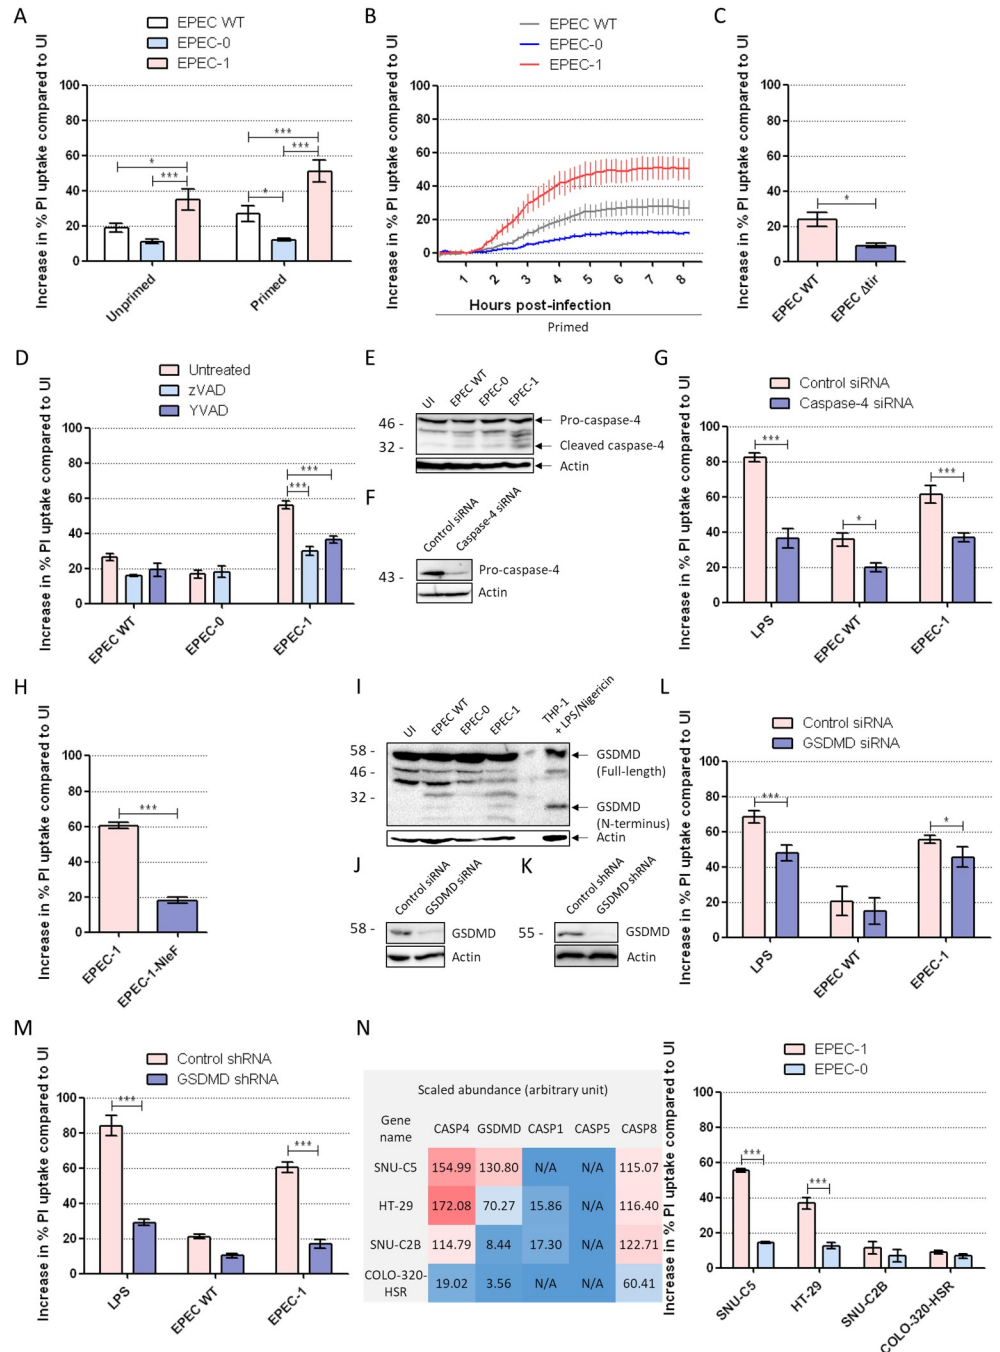 A
EPEC WT
EPEC-0
EPEC-1
Increase in % PI uptake compared to UI
100
80
60
40
20
0
*
***
*
***
***
Unprimed
Primed
B
EPEC WT
EPEC-0
EPEC-1
Increase in % PI uptake compared to UI
100
80
60
40
20
0
1 2 3 4 5 6 7 8
Hours post-infection
Primed
C
Increase in % PI uptake compared to UI
100
80
60
40
20
0
*
EPEC WT
EPEC Δtir
D
Untreated
zVAD
YVAD
Increase in % PI uptake compared to UI
100
80
60
40
20
0
***
***
EPEC WT
EPEC-0
EPEC-1
E
UI
EPEC WT
EPEC-0
EPEC-1
46 -
32 -
Pro-caspase-4
Cleaved caspase-4
Actin
F
Control siRNA
Caspase-4 siRNA
43 -
Pro-caspase-4
Actin
G
Control siRNA
Caspase-4 siRNA
Increase in % PI uptake compared to UI
100
80
60
40
20
0
***
*
***
LPS
EPEC WT
EPEC-1
H
Increase in % PI uptake compared to UI
100
80
60
40
20
0
***
EPEC-1
EPEC-1-NleF
I
UI
EPEC WT
EPEC-0
EPEC-1
THP-1
+ LPS/Nigericin
58 -
46 -
32 -
GSDMD
(Full-length)
GSDMD
(N-terminus)
Actin
J
Control siRNA
GSDMD siRNA
58 -
GSDMD
Actin
K
Control shRNA
GSDMD shRNA
55 -
GSDMD
Actin
L
Control siRNA
GSDMD siRNA
Increase in % PI uptake compared to UI
100
80
60
40
20
0
***
*
LPS
EPEC WT
EPEC-1
M
Control shRNA
GSDMD shRNA
Increase in % PI uptake compared to UI
100
80
60
40
20
0
***
***
LPS
EPEC WT
EPEC-1
N
Scaled abundance (arbitrary unit)
Gene name CASP4 GSDMD CASP1 CASP5 CASP8
SNU-C5 154.99 130.80 N/A N/A 115.07
HT-29 172.08 70.27 15.86 N/A 116.40
SNU-C2B 114.79 8.44 17.30 N/A 122.71
COLO-320-HSR 19.02 3.56 N/A N/A 60.41
EPEC-1
EPEC-0
Increase in % PI uptake compared to UI
100
80
60
40
20
0
***
***
SNU-C5
HT-29
SNU-C2B
COLO-320-HSR